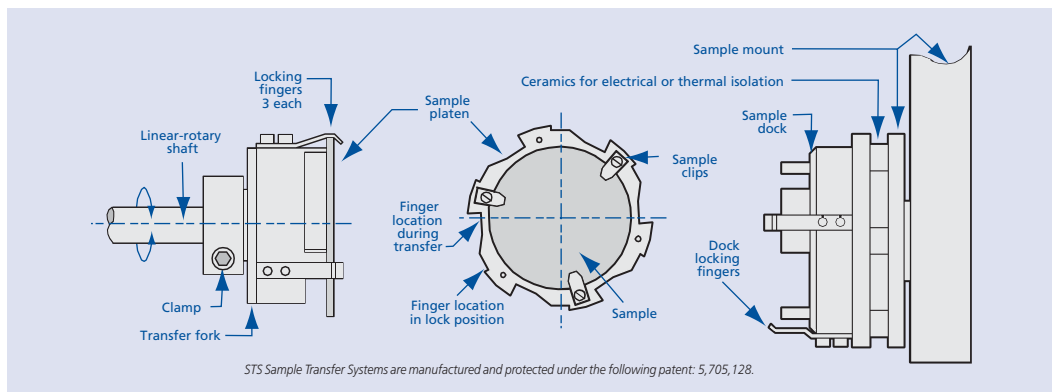 Locking
fingers
3 each
Linear-rotary
shaft
Clamp
Transfer fork
Sample
platen
Sample
clips
Finger
location
during
transfer
Finger location
in lock position
Sample
Sample mount
Ceramics for electrical or thermal isolation
Sample
dock
Dock
locking
fingers
STS Sample Transfer Systems are manufactured and protected under the following patent: 5,705,128.